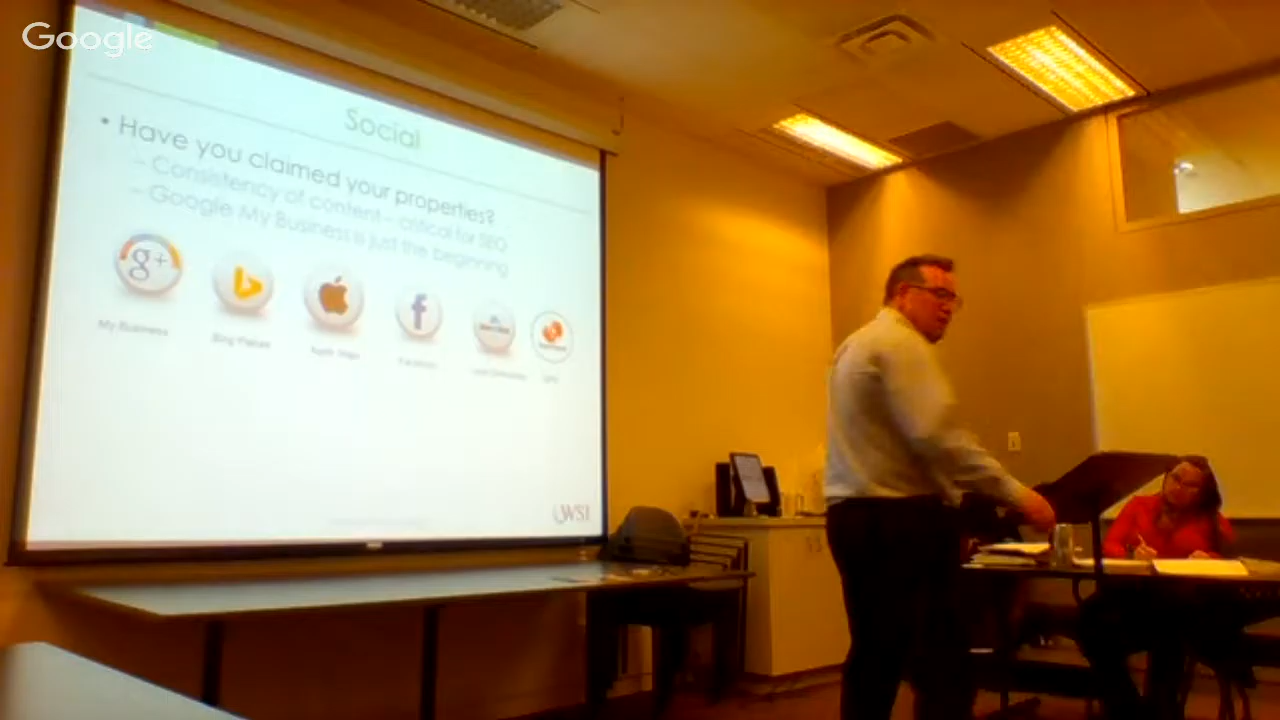 Google
Social
• Have you claimed your properties?
– Consistency of content – critical for SEO
– Google My Business is just the beginning
g+
f
My Business
Bing Places
Apple Maps
Facebook
WSI